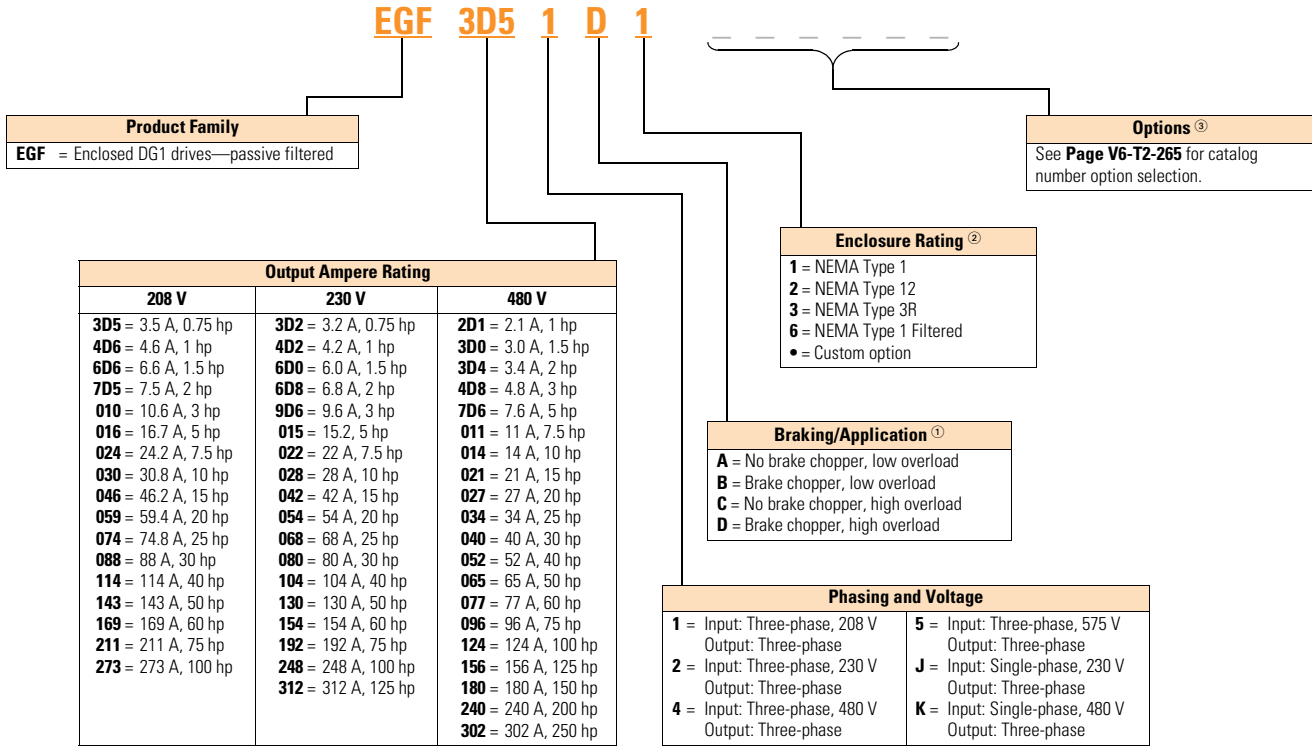 EGF 3D5 1 D 1 _ _ _ _ _ _
Product Family
EGF = Enclosed DG1 drives—passive filtered
Options ③
See Page V6-T2-265 for catalog
number option selection.
Enclosure Rating ②
1 = NEMA Type 1
2 = NEMA Type 12
3 = NEMA Type 3R
6 = NEMA Type 1 Filtered
• = Custom option
Output Ampere Rating
208 V
3D5 = 3.5 A, 0.75 hp
4D6 = 4.6 A, 1 hp
6D6 = 6.6 A, 1.5 hp
7D5 = 7.5 A, 2 hp
010 = 10.6 A, 3 hp
016 = 16.7 A, 5 hp
024 = 24.2 A, 7.5 hp
030 = 30.8 A, 10 hp
046 = 46.2 A, 15 hp
059 = 59.4 A, 20 hp
074 = 74.8 A, 25 hp
088 = 88 A, 30 hp
114 = 114 A, 40 hp
143 = 143 A, 50 hp
169 = 169 A, 60 hp
211 = 211 A, 75 hp
273 = 273 A, 100 hp
230 V
3D2 = 3.2 A, 0.75 hp
4D2 = 4.2 A, 1 hp
6D0 = 6.0 A, 1.5 hp
6D8 = 6.8 A, 2 hp
9D6 = 9.6 A, 3 hp
015 = 15.2, 5 hp
022 = 22 A, 7.5 hp
028 = 28 A, 10 hp
042 = 42 A, 15 hp
054 = 54 A, 20 hp
068 = 68 A, 25 hp
080 = 80 A, 30 hp
104 = 104 A, 40 hp
130 = 130 A, 50 hp
154 = 154 A, 60 hp
192 = 192 A, 75 hp
248 = 248 A, 100 hp
312 = 312 A, 125 hp
480 V
2D1 = 2.1 A, 1 hp
3D0 = 3.0 A, 1.5 hp
3D4 = 3.4 A, 2 hp
4D8 = 4.8 A, 3 hp
7D6 = 7.6 A, 5 hp
011 = 11 A, 7.5 hp
014 = 14 A, 10 hp
021 = 21 A, 15 hp
027 = 27 A, 20 hp
034 = 34 A, 25 hp
040 = 40 A, 30 hp
052 = 52 A, 40 hp
065 = 65 A, 50 hp
077 = 77 A, 60 hp
096 = 96 A, 75 hp
124 = 124 A, 100 hp
156 = 156 A, 125 hp
180 = 180 A, 150 hp
240 = 240 A, 200 hp
302 = 302 A, 250 hp
Braking/Application ①
A = No brake chopper, low overload
B = Brake chopper, low overload
C = No brake chopper, high overload
D = Brake chopper, high overload
Phasing and Voltage
1 = Input: Three-phase, 208 V
Output: Three-phase
2 = Input: Three-phase, 230 V
Output: Three-phase
4 = Input: Three-phase, 480 V
Output: Three-phase
5 = Input: Three-phase, 575 V
Output: Three-phase
J = Input: Single-phase, 230 V
Output: Three-phase
K = Input: Single-phase, 480 V
Output: Three-phase